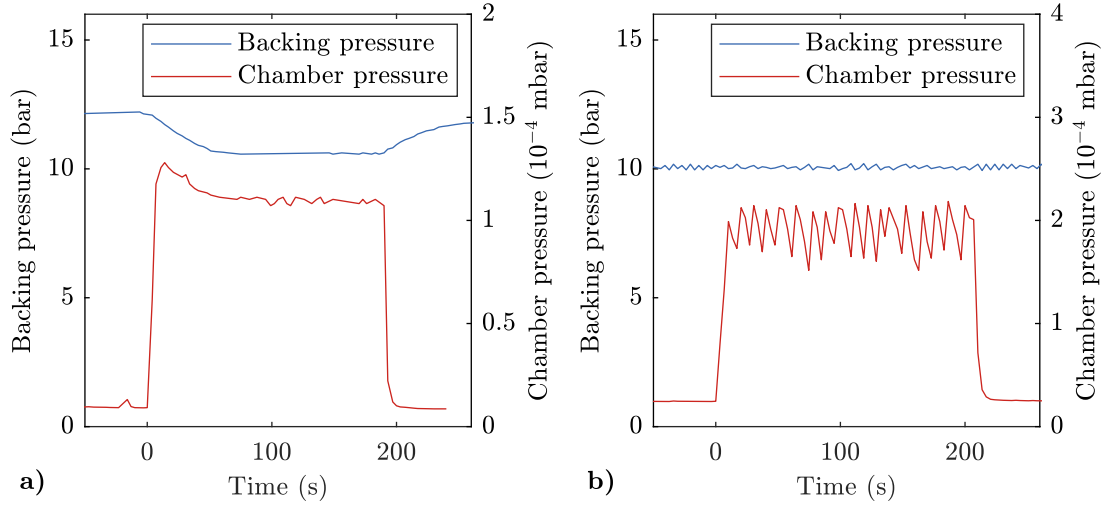 Backing pressure
Chamber pressure
Backing pressure (bar)
15
10
5
0
2
1.5
1
0.5
0
Chamber pressure (10⁻⁴ mbar)
0
100
200
Time (s)
a)
Backing pressure
Chamber pressure
Backing pressure (bar)
15
10
5
0
4
3
2
1
0
Chamber pressure (10⁻⁴ mbar)
0
100
200
Time (s)
b)